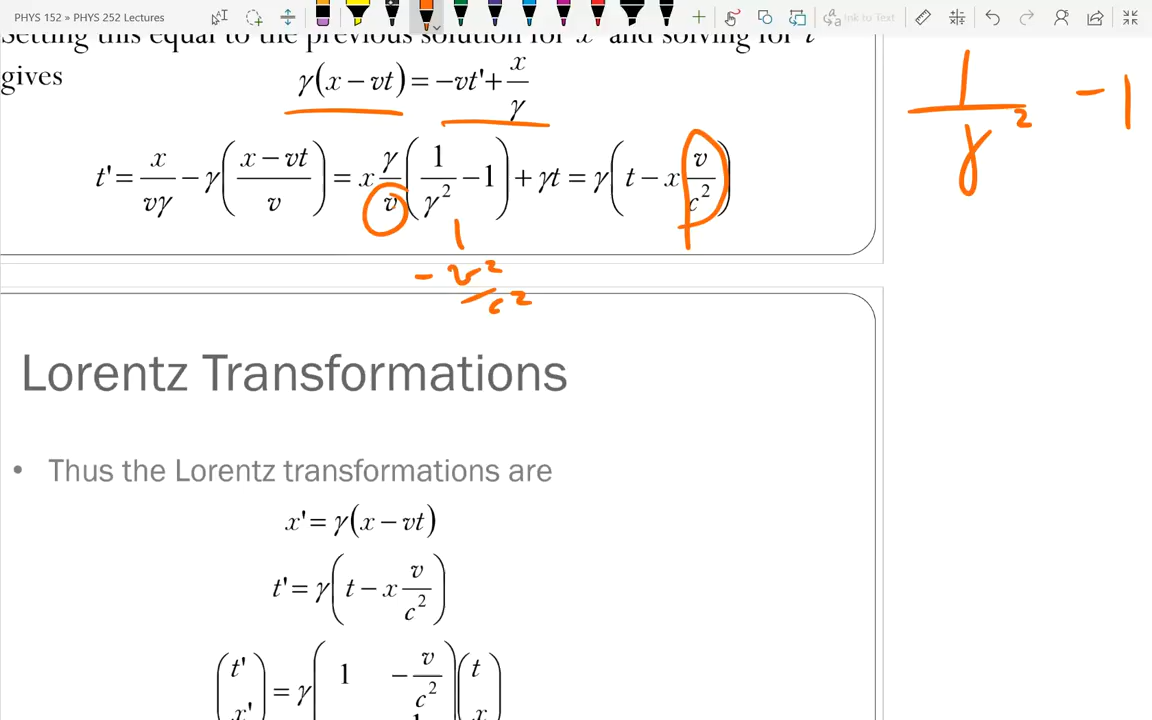 PHYS 152 » PHYS 252 Lectures
Ink to Text
Setting this equal to the previous solution for x' and solving for t'
gives
γ(x − vt) = −vt' + x/γ
t' = x/vγ − γ((x − vt)/v) = x γ/v (1/γ² − 1) + γt = γ(t − x v/c²)
1/γ² − 1
1
− v²/c²
Lorentz Transformations
• Thus the Lorentz transformations are
x' = γ(x − vt)
t' = γ(t − x v/c²)
(t' x') = γ(1 − v/c²